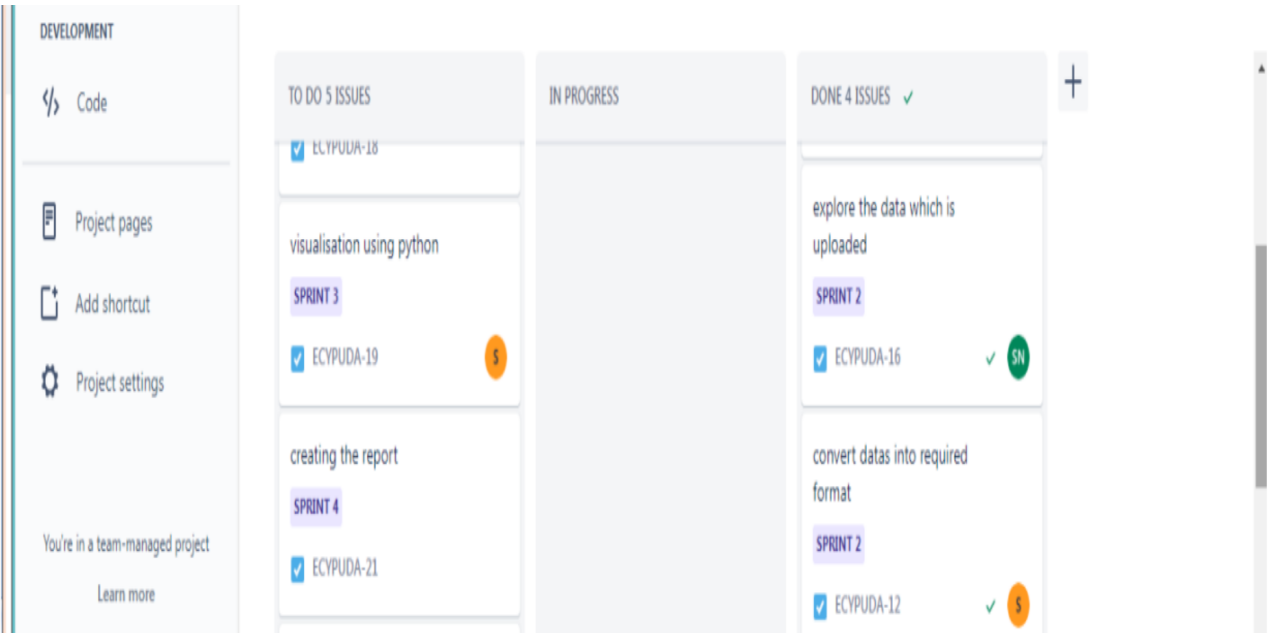 DEVELOPMENT
Code
Project pages
Add shortcut
Project settings
You're in a team-managed project
Learn more
TO DO 5 ISSUES
ECYPUDA-18
visualisation using python
SPRINT 3
ECYPUDA-19
S
creating the report
SPRINT 4
ECYPUDA-21
IN PROGRESS
DONE 4 ISSUES
explore the data which is
uploaded
SPRINT 2
ECYPUDA-16
SN
convert datas into required
format
SPRINT 2
ECYPUDA-12
S